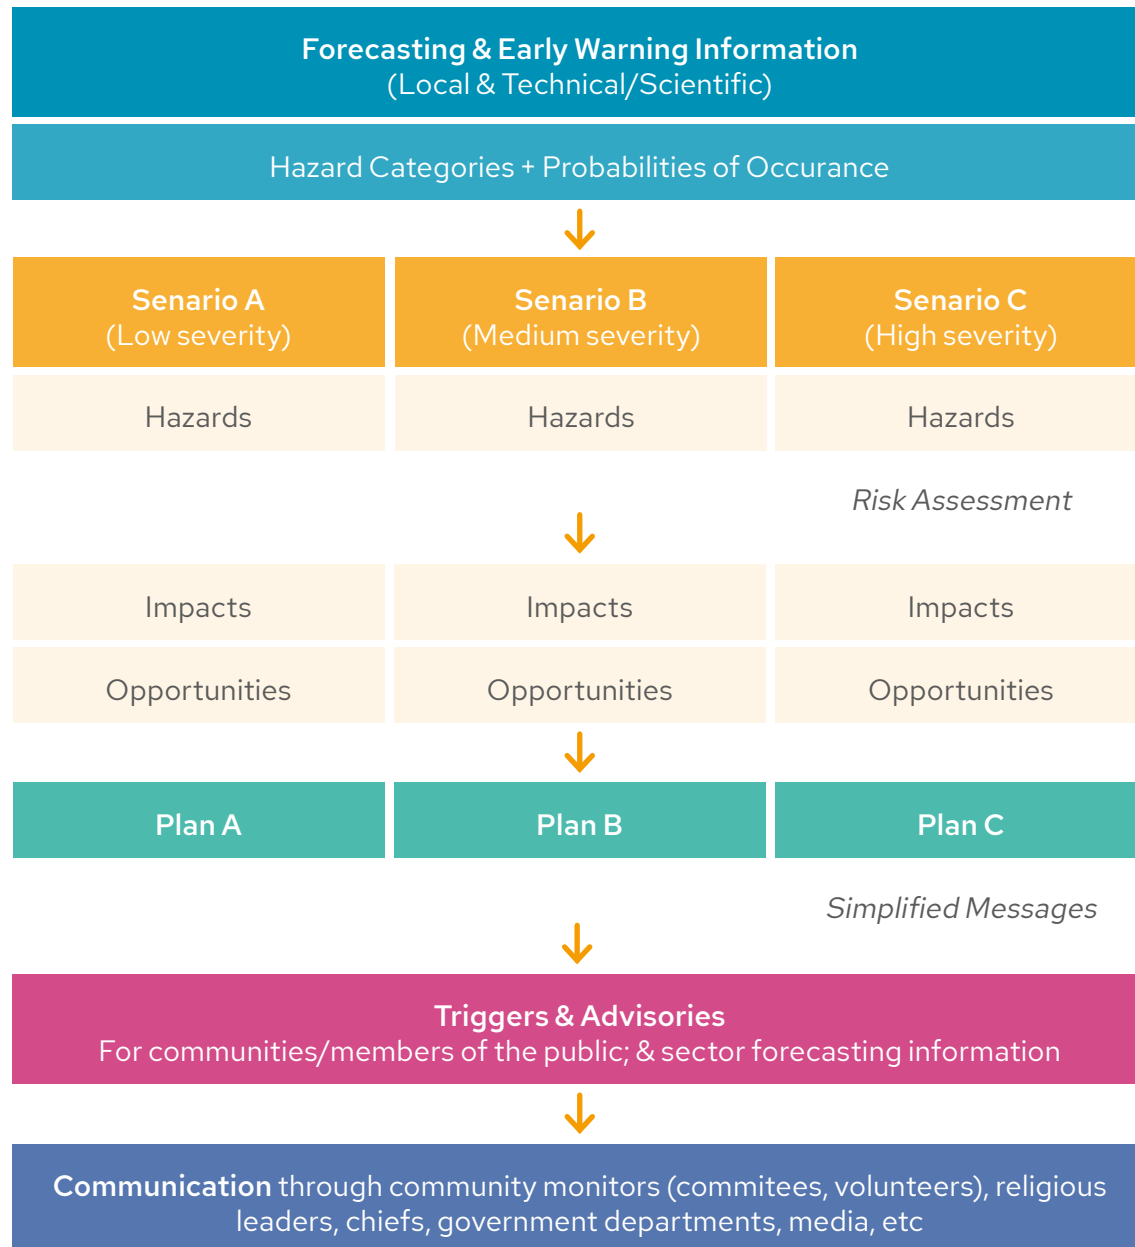 Forecasting & Early Warning Information
(Local & Technical/Scientific)
Hazard Categories + Probabilities of Occurance
Senario A
(Low severity)
Senario B
(Medium severity)
Senario C
(High severity)
Hazards
Hazards
Hazards
Risk Assessment
Impacts
Impacts
Impacts
Opportunities
Opportunities
Opportunities
Plan A
Plan B
Plan C
Simplified Messages
Triggers & Advisories
For communities/members of the public; & sector forecasting information
Communication through community monitors (commitees, volunteers), religious
leaders, chiefs, government departments, media, etc